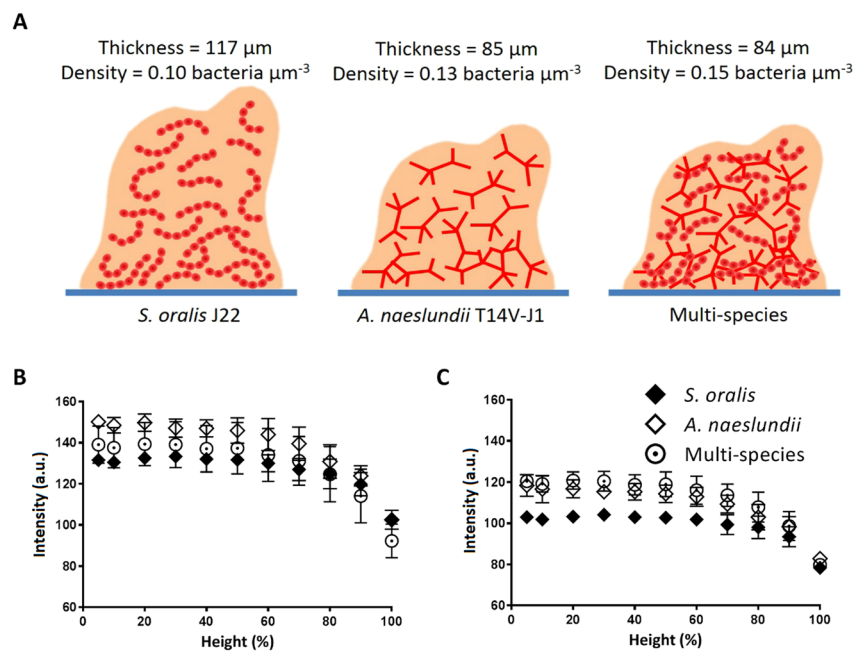 A
Thickness = 117 µm
Density = 0.10 bacteria µm-3
Thickness = 85 µm
Density = 0.13 bacteria µm-3
Thickness = 84 µm
Density = 0.15 bacteria µm-3
S. oralis J22
A. naeslundii T14V-J1
Multi-species
B
160
140
120
100
80
60
Intensity (a.u.)
0
20
40
60
80
100
Height (%)
C
S. oralis
A. naeslundii
Multi-species
160
140
120
100
80
60
Intensity (a.u.)
0
20
40
60
80
100
Height (%)